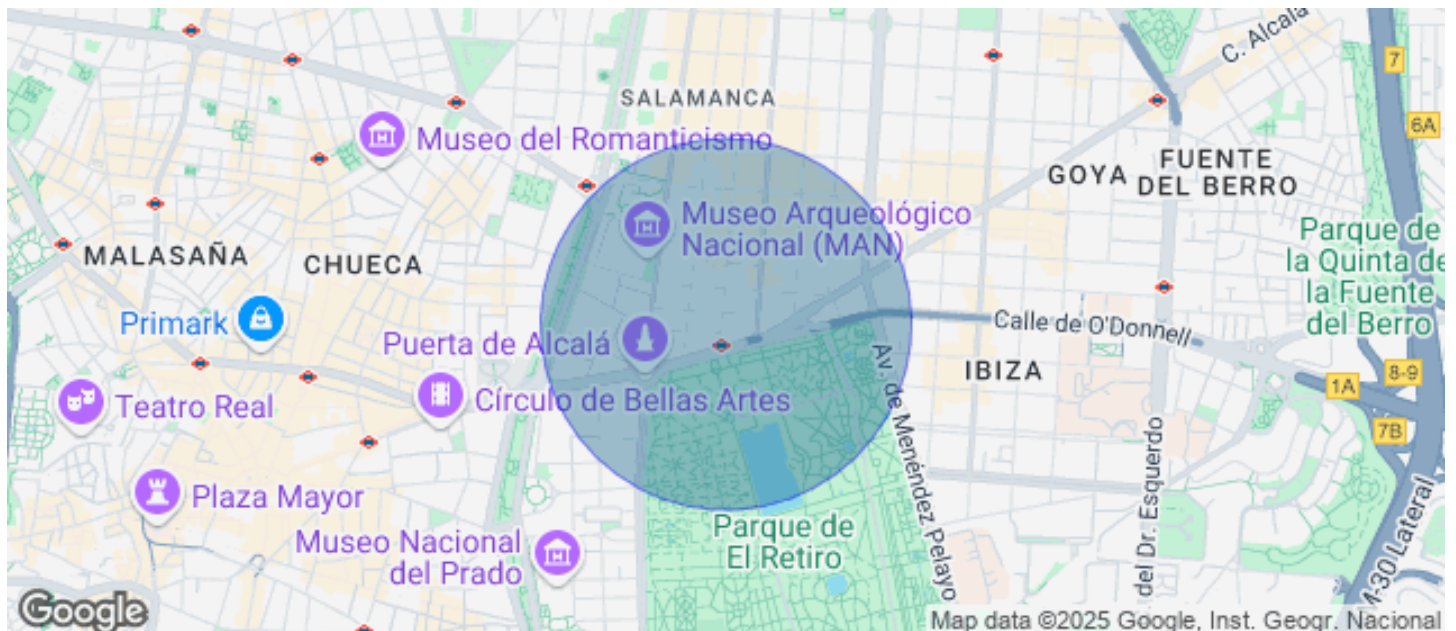 C. Alcalá
7
SALAMANCA
6A
Museo del Romanticismo
GOYA
FUENTE
DEL BERRO
Museo Arqueológico
Nacional (MAN)
Parque de
la Quinta de
la Fuente
del Berro
MALASAÑA
CHUECA
Primark
Puerta de Alcalá
Calle de O'Donnell
IBIZA
Av. de Menéndez Pelayo
8-9
1A
7B
Teatro Real
Círculo de Bellas Artes
del Dr. Esquerdo
Plaza Mayor
Parque de
El Retiro
Museo Nacional
del Prado
M-30 Lateral
Google
Map data ©2025 Google, Inst. Geogr. Nacional